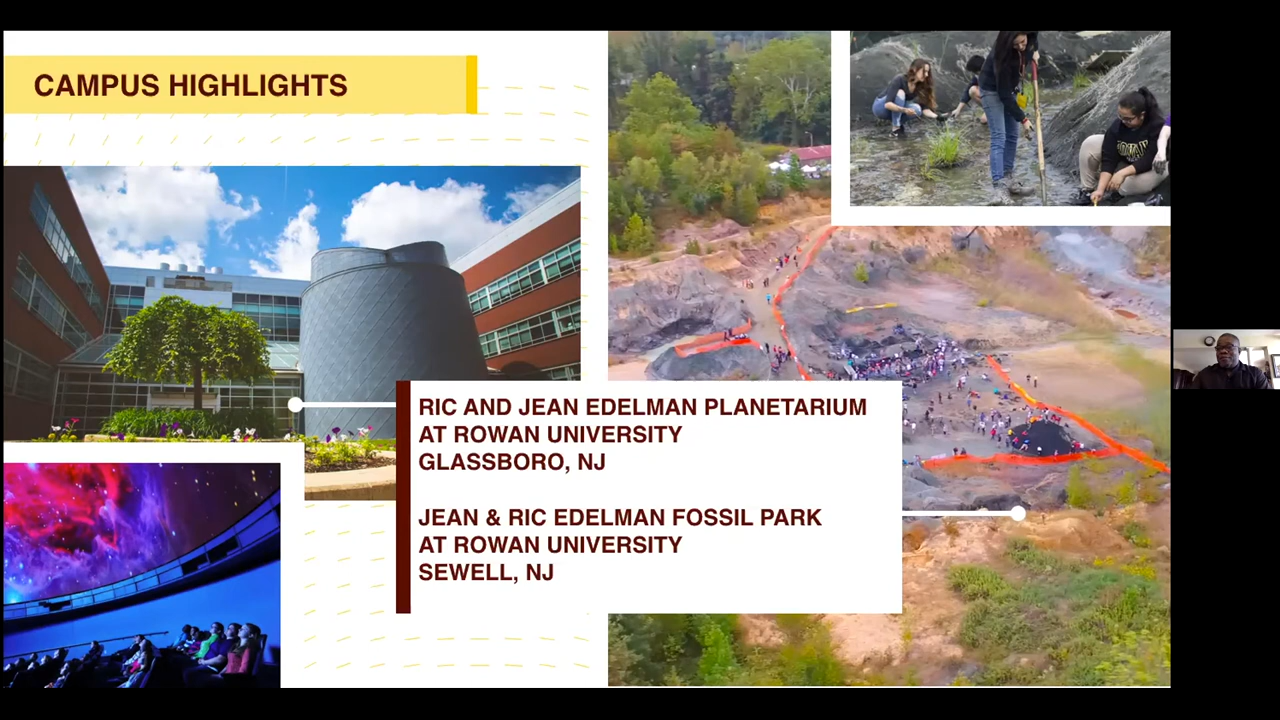 CAMPUS HIGHLIGHTS
RIC AND JEAN EDELMAN PLANETARIUM
AT ROWAN UNIVERSITY
GLASSBORO, NJ
JEAN & RIC EDELMAN FOSSIL PARK
AT ROWAN UNIVERSITY
SEWELL, NJ